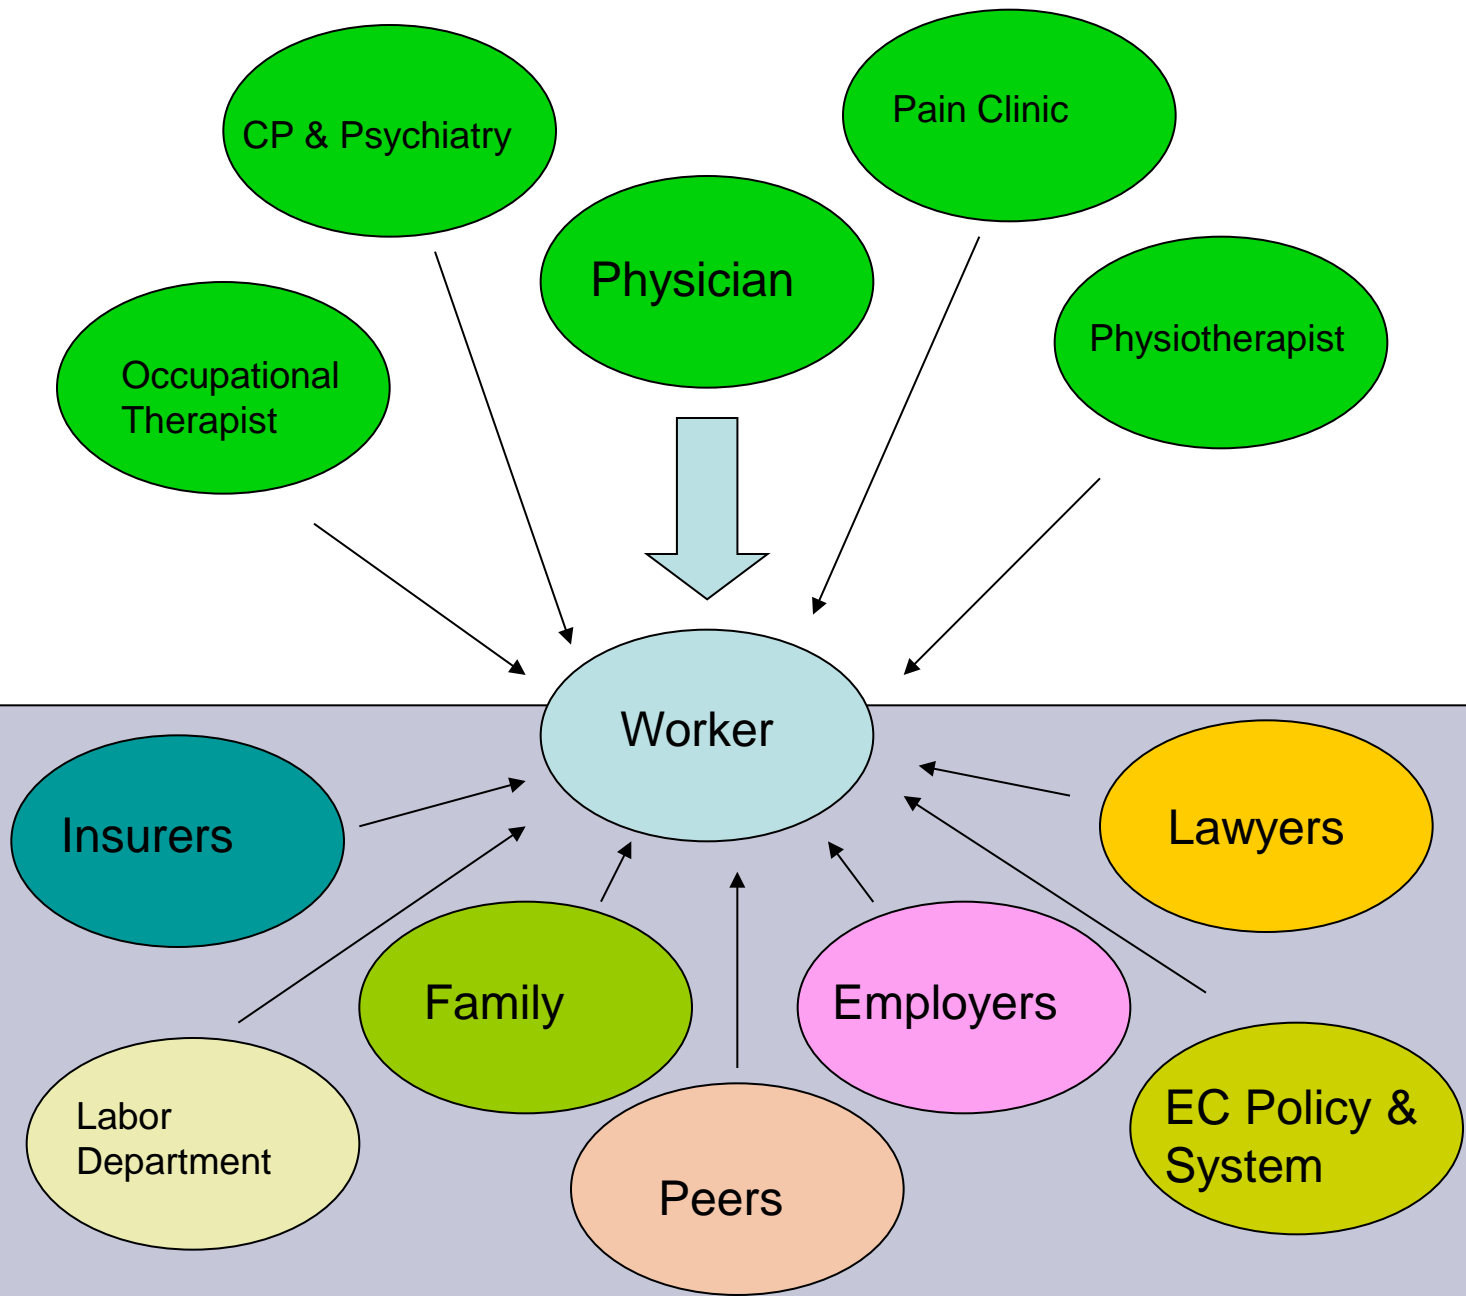 CP & Psychiatry
Pain Clinic
Physician
Physiotherapist
Occupational
Therapist
Worker
Insurers
Lawyers
Family
Employers
Labor
Department
Peers
EC Policy &
System